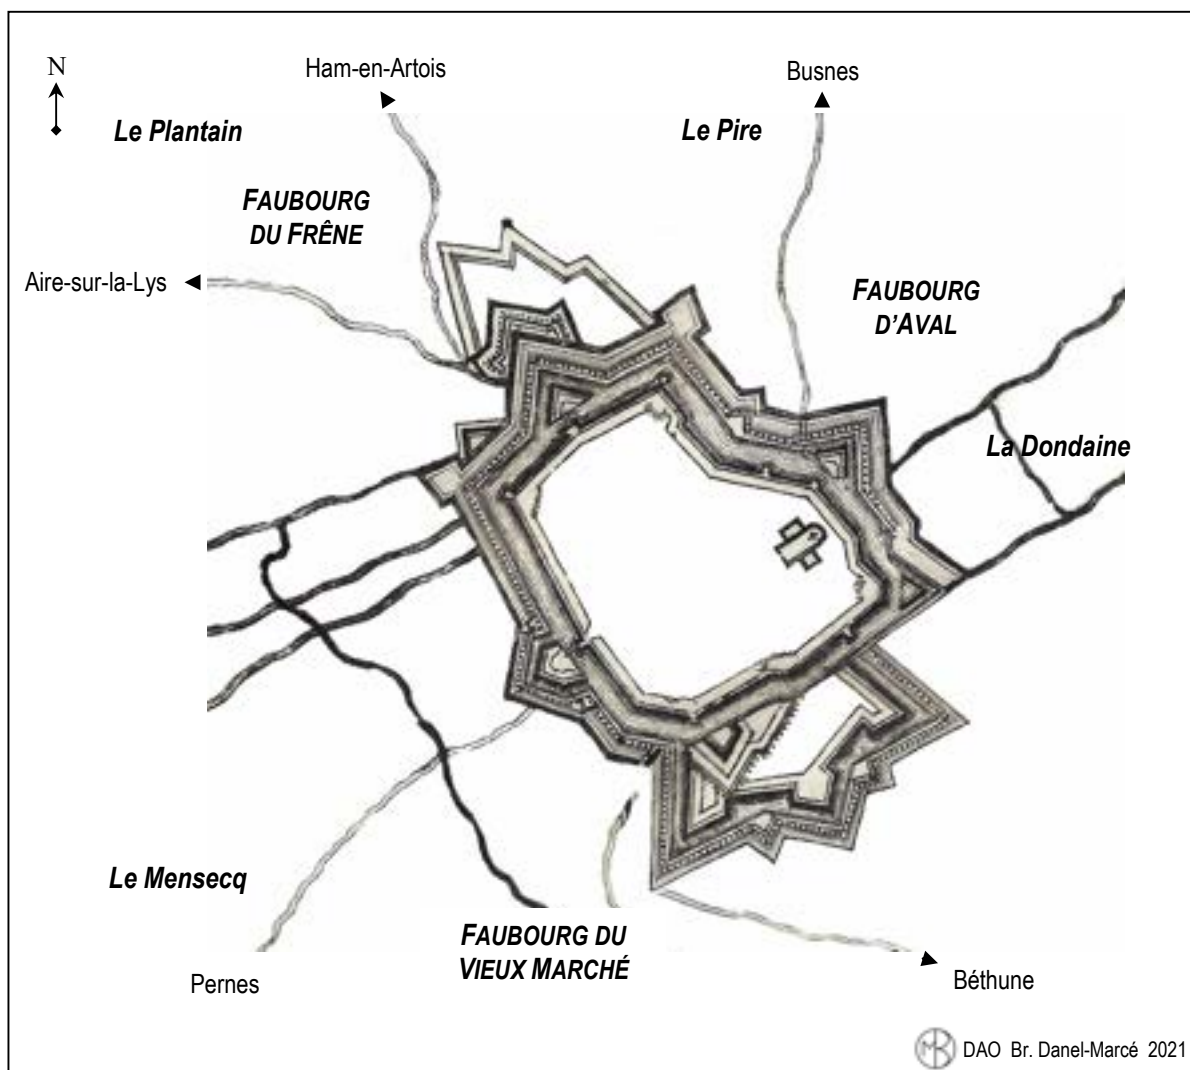 N
Ham-en-Artois
Busnes
Le Plantain
Le Pire
FAUBOURG
DU FRÊNE
Aire-sur-la-Lys
FAUBOURG
D'AVAL
La Dondaine
Le Mensecq
FAUBOURG DU
VIEUX MARCHÉ
Pernes
Béthune
DAO Br. Danel-Marcé 2021